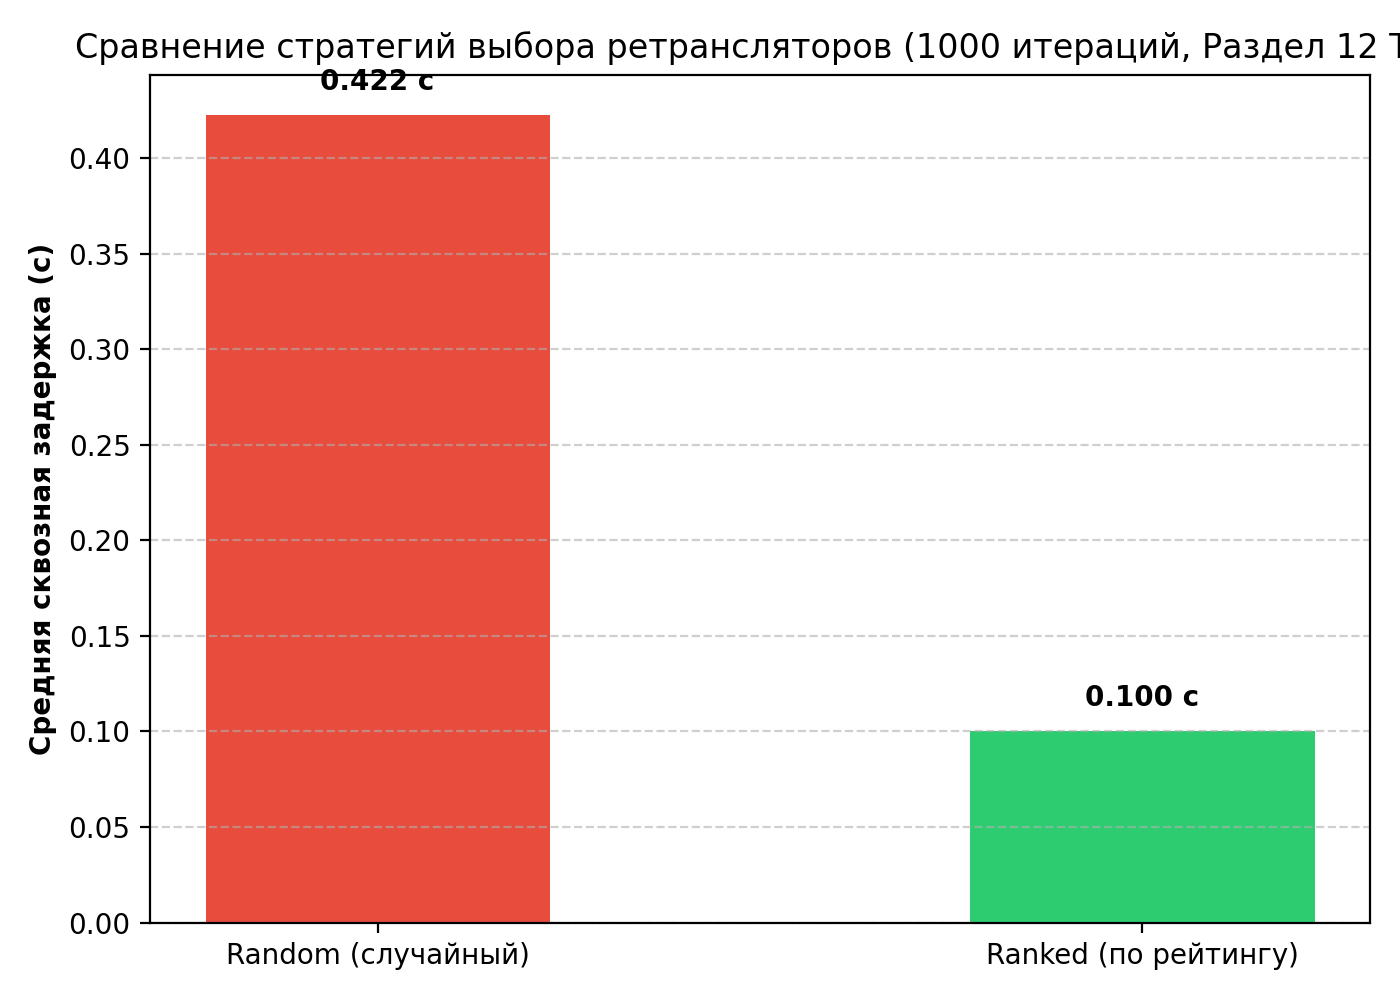 Сравнение стратегий выбора ретрансляторов (1000 итераций, Раздел 12 Т
0.422 с
0.40
0.35
0.30
0.25
0.20
0.15
0.10
0.05
0.00
Средняя сквозная задержка (с)
0.100 с
Random (случайный)
Ranked (по рейтингу)